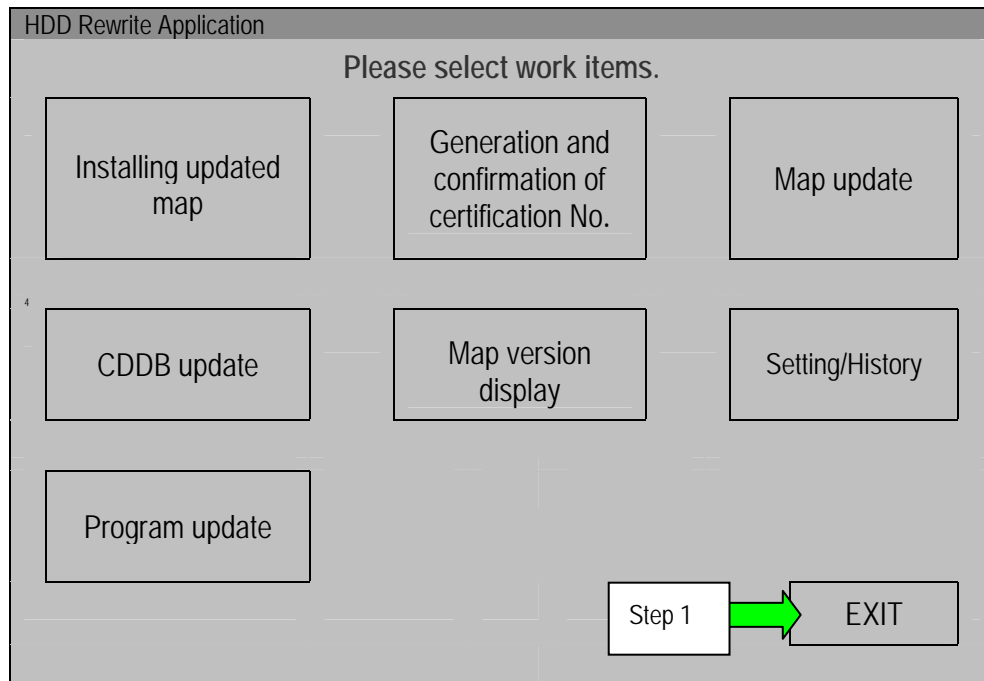 HDD Rewrite Application
Please select work items.
Installing updated
map
Generation and
confirmation of
certification No.
Map update
4
CDDB update
Map version
display
Setting/History
Program update
Step 1
EXIT